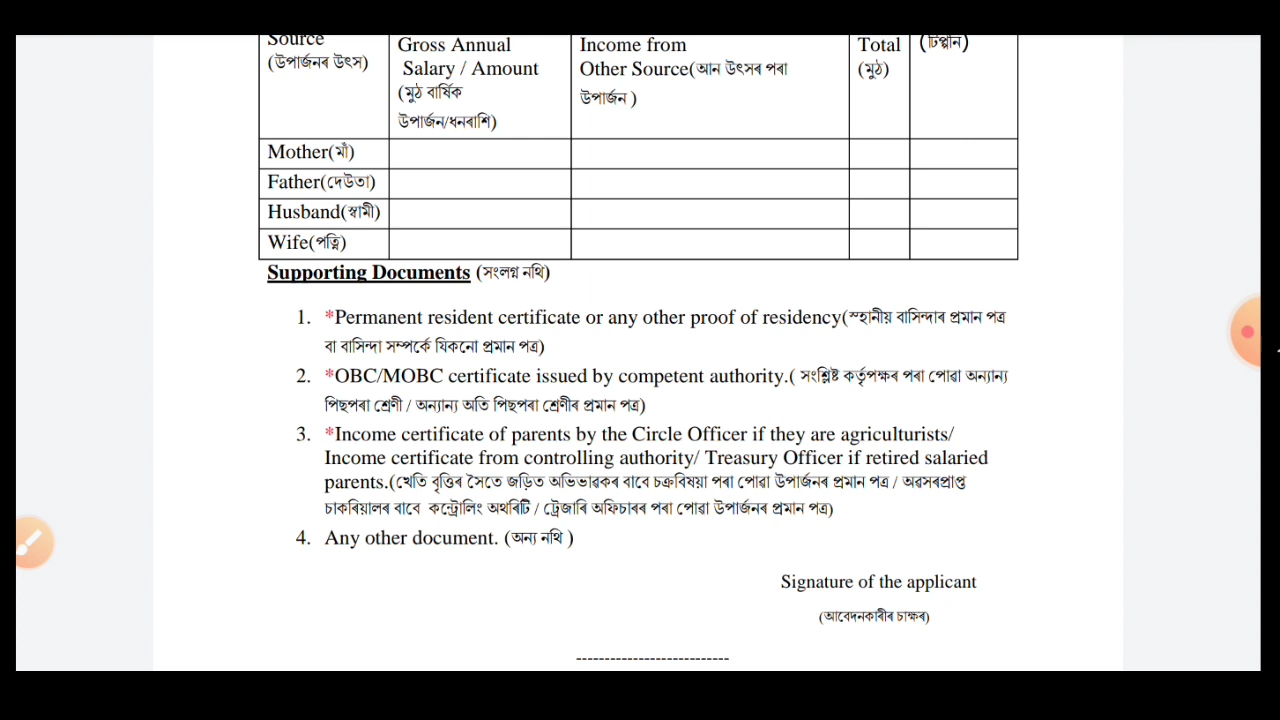 Source
(উপাৰ্জনৰ উৎস)
Gross Annual
Salary / Amount
(মুঠ বাৰ্ষিক
উপাৰ্জন/ধনৰাশি)
Income from
Other Source(আন উৎসৰ পৰা
উপাৰ্জন )
Total
(মুঠ)
(টিপ্পনি)
Mother(মাঁ)
Father(দেউতা)
Husband(স্বামী)
Wife(পত্নি)
Supporting Documents (সংলগ্ন নথি)
1. *Permanent resident certificate or any other proof of residency(স্হানীয় বাসিন্দাৰ প্ৰমান পত্ৰ
বা বাসিন্দা সম্পৰ্কে যিকনো প্ৰমান পত্ৰ)
2. *OBC/MOBC certificate issued by competent authority.( সংশ্লিষ্ট কৰ্তৃপক্ষৰ পৰা পোৱা অন্যান্য
পিছপৰা শ্ৰেণী / অন্যান্য অতি পিছপৰা শ্ৰেণীৰ প্ৰমান পত্ৰ)
3. *Income certificate of parents by the Circle Officer if they are agriculturists/
Income certificate from controlling authority/ Treasury Officer if retired salaried
parents.(খেতি বৃত্তিৰ সৈতে জড়িত অভিভাৱকৰ বাবে চক্ৰবিষয়া পৰা পোৱা উপাৰ্জনৰ প্ৰমান পত্ৰ / অৱসৰপ্ৰাপ্ত
চাকৰিয়ালৰ বাবে কন্ট্ৰোলিং অথৰিটি / ট্ৰেজাৰি অফিচাৰৰ পৰা পোৱা উপাৰ্জনৰ প্ৰমান পত্ৰ)
4. Any other document. (অন্য নথি )
Signature of the applicant
(আবেদনকাৰীৰ চাক্ষৰ)
---------------------------